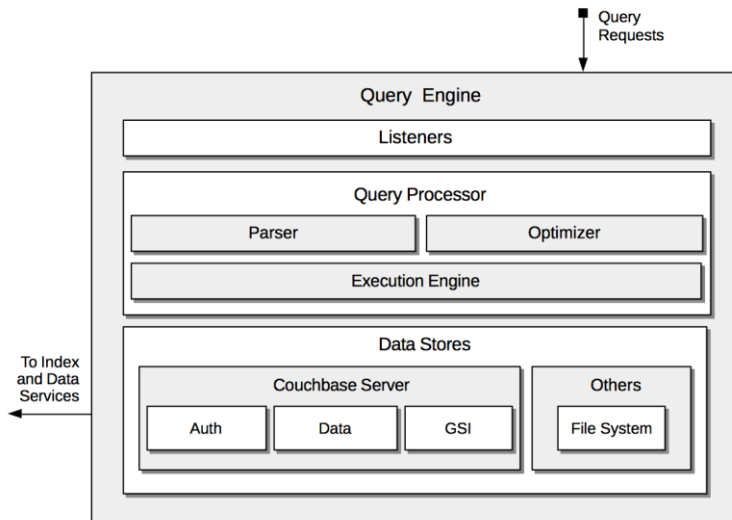 Query
Requests
Query Engine
Listeners
Query Processor
Parser
Optimizer
Execution Engine
Data Stores
To Index
and Data
Services
Couchbase Server
Others
Auth
Data
GSI
File System